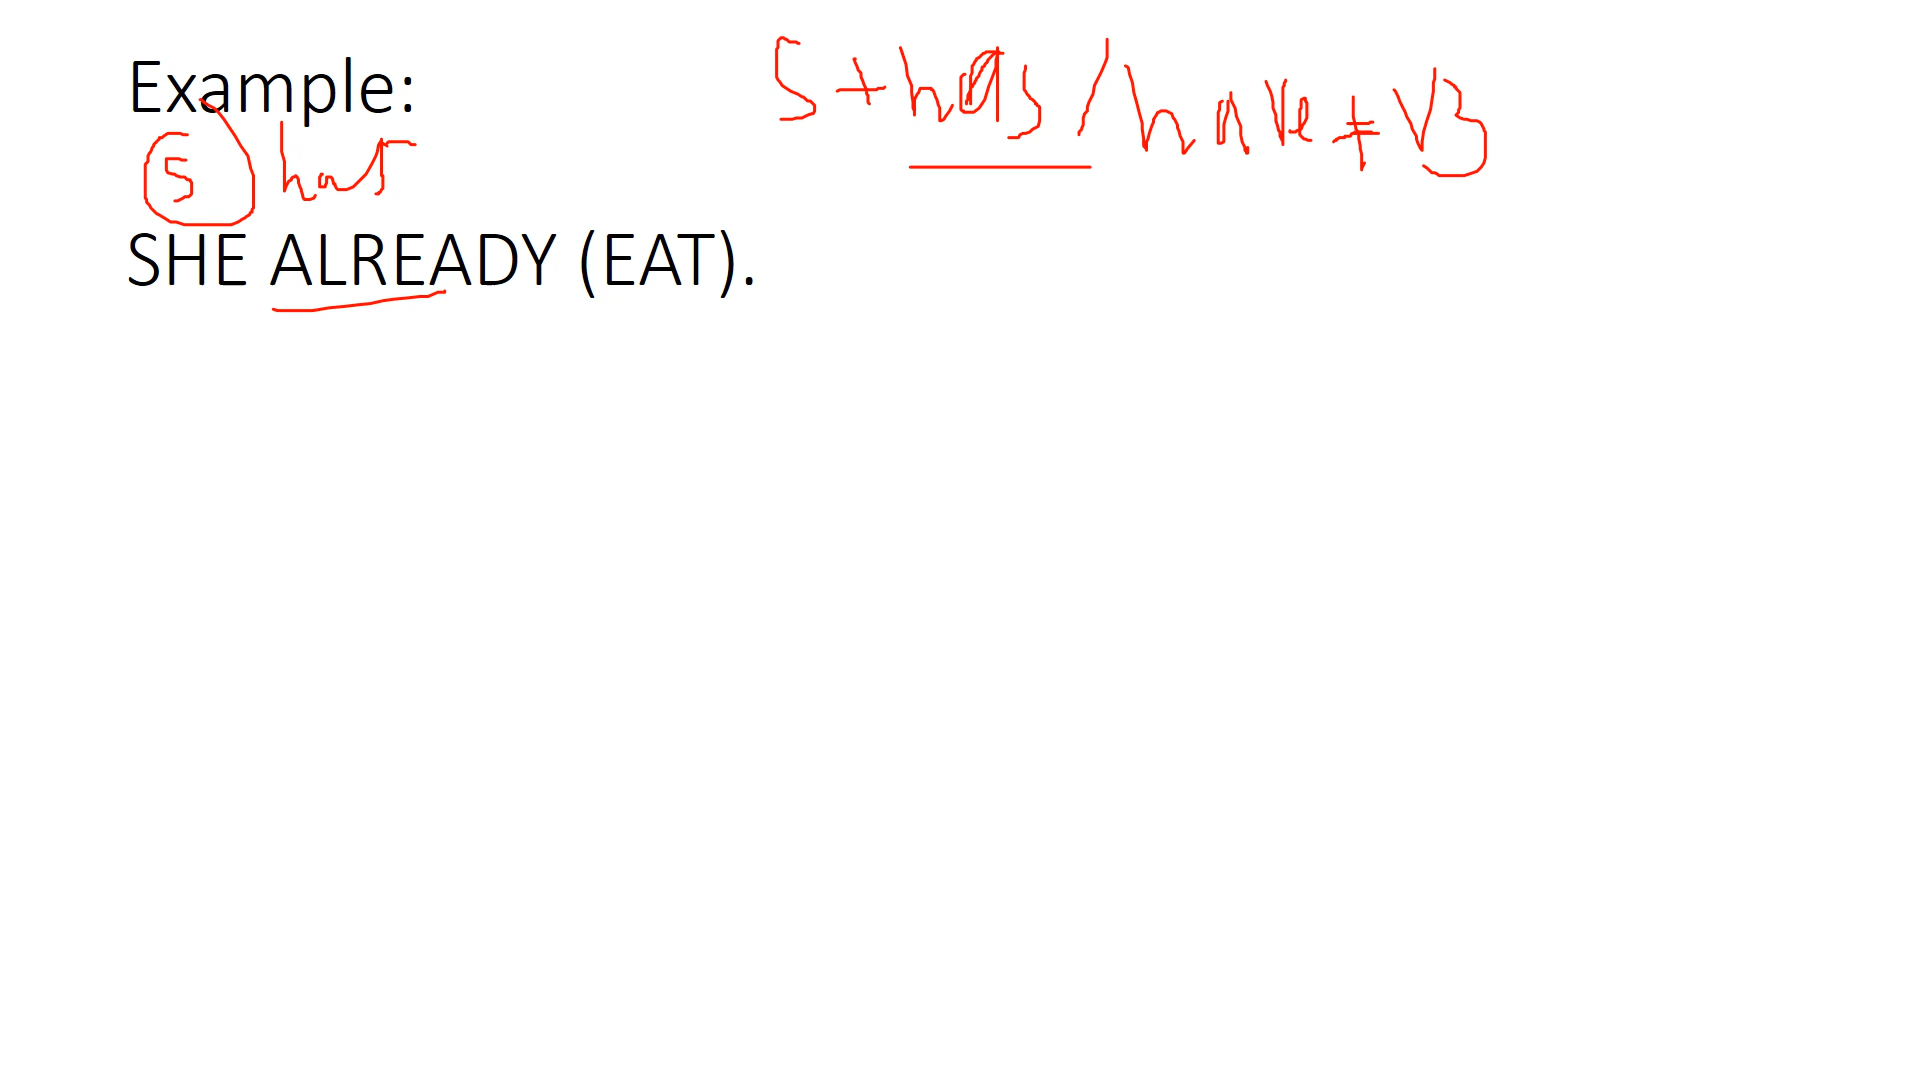 Example:
S + has / have + V3
S has
SHE ALREADY (EAT).